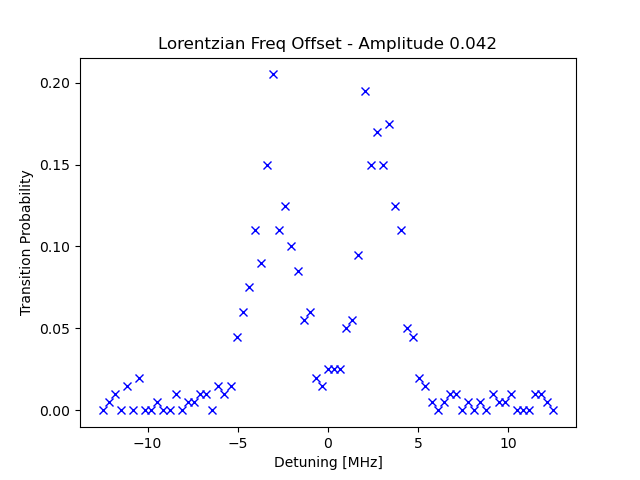 Lorentzian Freq Offset - Amplitude 0.042
Transition Probability
0.20
0.15
0.10
0.05
0.00
−10 −5 0 5 10
Detuning [MHz]